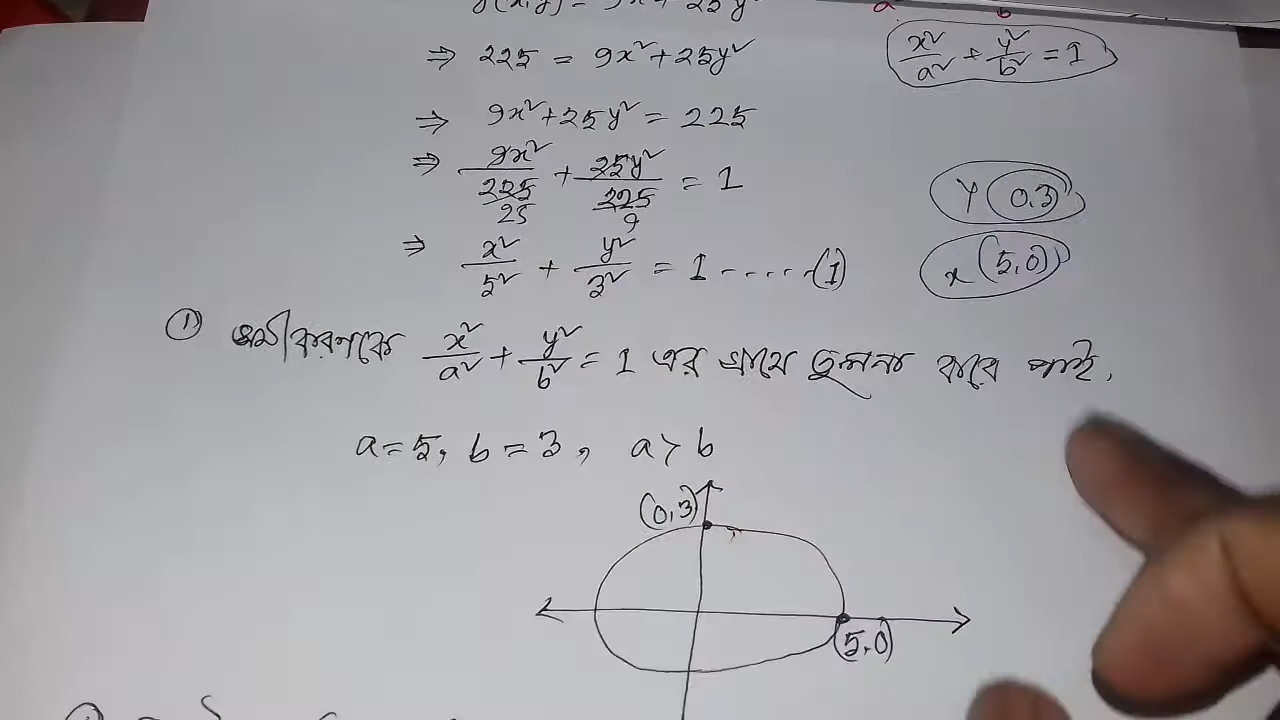 a b
⇒ 225 = 9x² + 25y²
x²/a² + y²/b² = 1
⇒ 9x² + 25y² = 225
⇒ 9x²/225 + 25y²/225 = 1
25 9
Y (0,3)
⇒ x²/5² + y²/3² = 1 ......(1)
x (5,0)
① সমীকরণকে x²/a² + y²/b² = 1 এর সাথে তুলনা করে পাই,
a = 5, b = 3, a > b
(0,3)
(5,0)